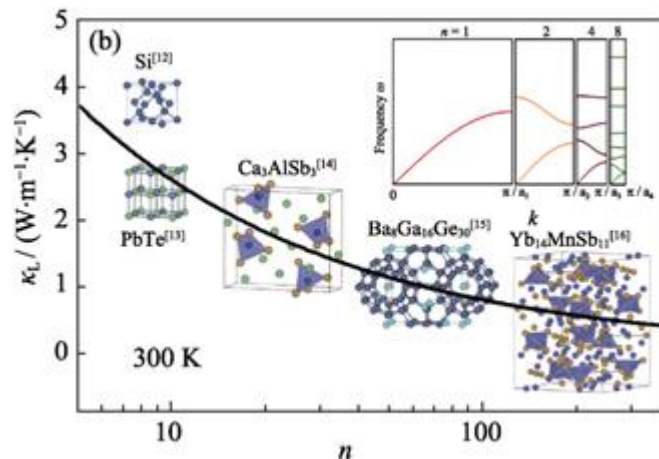 (b)
Si[12]
PbTe[13]
Ca₃AlSb₃[14]
Ba₈Ga₁₆Ge₃₀[15]
Yb₁₄MnSb₁₁[16]
300 K
n = 1 2 4 8
Frequency ω
0 π / a₁ π / a₂ π / a₃ π / a₄
k
κL / (W·m⁻¹·K⁻¹)
5
4
3
2
1
0
10 100
n